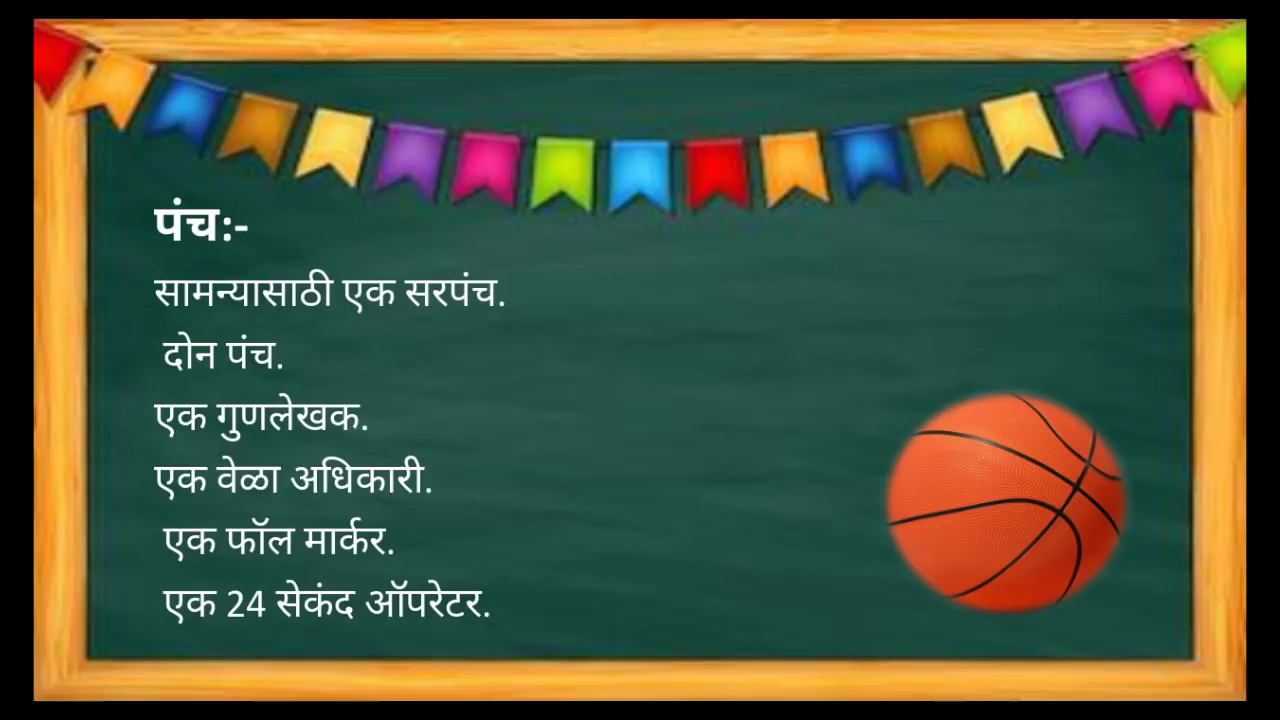 पंच:-
सामन्यासाठी एक सरपंच.
दोन पंच.
एक गुणलेखक.
एक वेळा अधिकारी.
एक फॉल मार्कर.
एक 24 सेकंद ऑपरेटर.